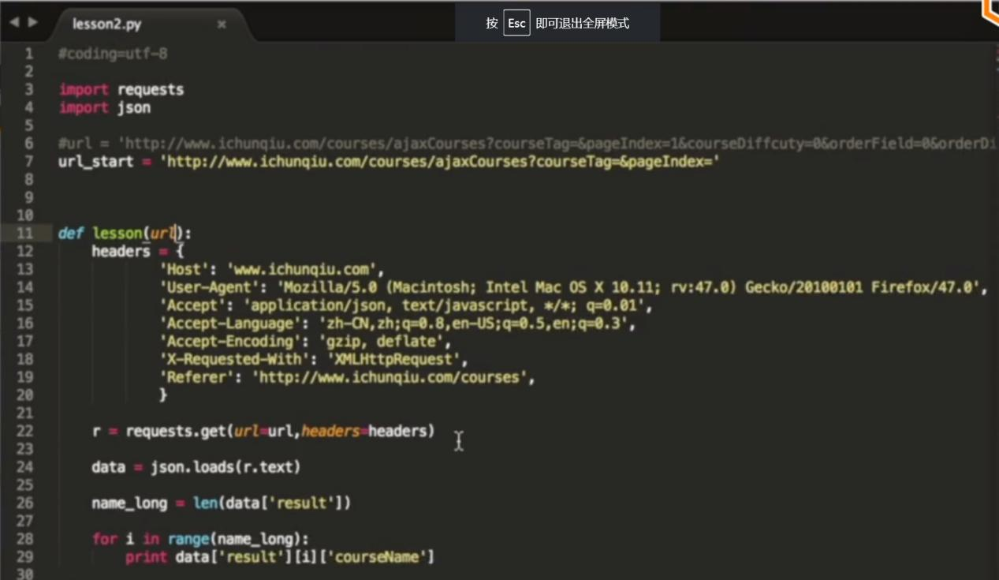 lesson2.py
按 Esc 即可退出全屏模式
1 #coding=utf-8
2
3 import requests
4 import json
5
6 #url = 'http://www.ichunqiu.com/courses/ajaxCourses?courseTag=&pageIndex=1&courseDiffcuty=0&orderField=0&orderDi
7 url_start = 'http://www.ichunqiu.com/courses/ajaxCourses?courseTag=&pageIndex='
8
9
10
11 def lesson(url):
12 headers = {
13 'Host': 'www.ichunqiu.com',
14 'User-Agent': 'Mozilla/5.0 (Macintosh; Intel Mac OS X 10.11; rv:47.0) Gecko/20100101 Firefox/47.0',
15 'Accept': 'application/json, text/javascript, */*; q=0.01',
16 'Accept-Language': 'zh-CN,zh;q=0.8,en-US;q=0.5,en;q=0.3',
17 'Accept-Encoding': 'gzip, deflate',
18 'X-Requested-With': 'XMLHttpRequest',
19 'Referer': 'http://www.ichunqiu.com/courses',
20 }
21
22 r = requests.get(url=url,headers=headers)
23
24 data = json.loads(r.text)
25
26 name_long = len(data['result'])
27
28 for i in range(name_long):
29 print data['result'][i]['courseName']
30